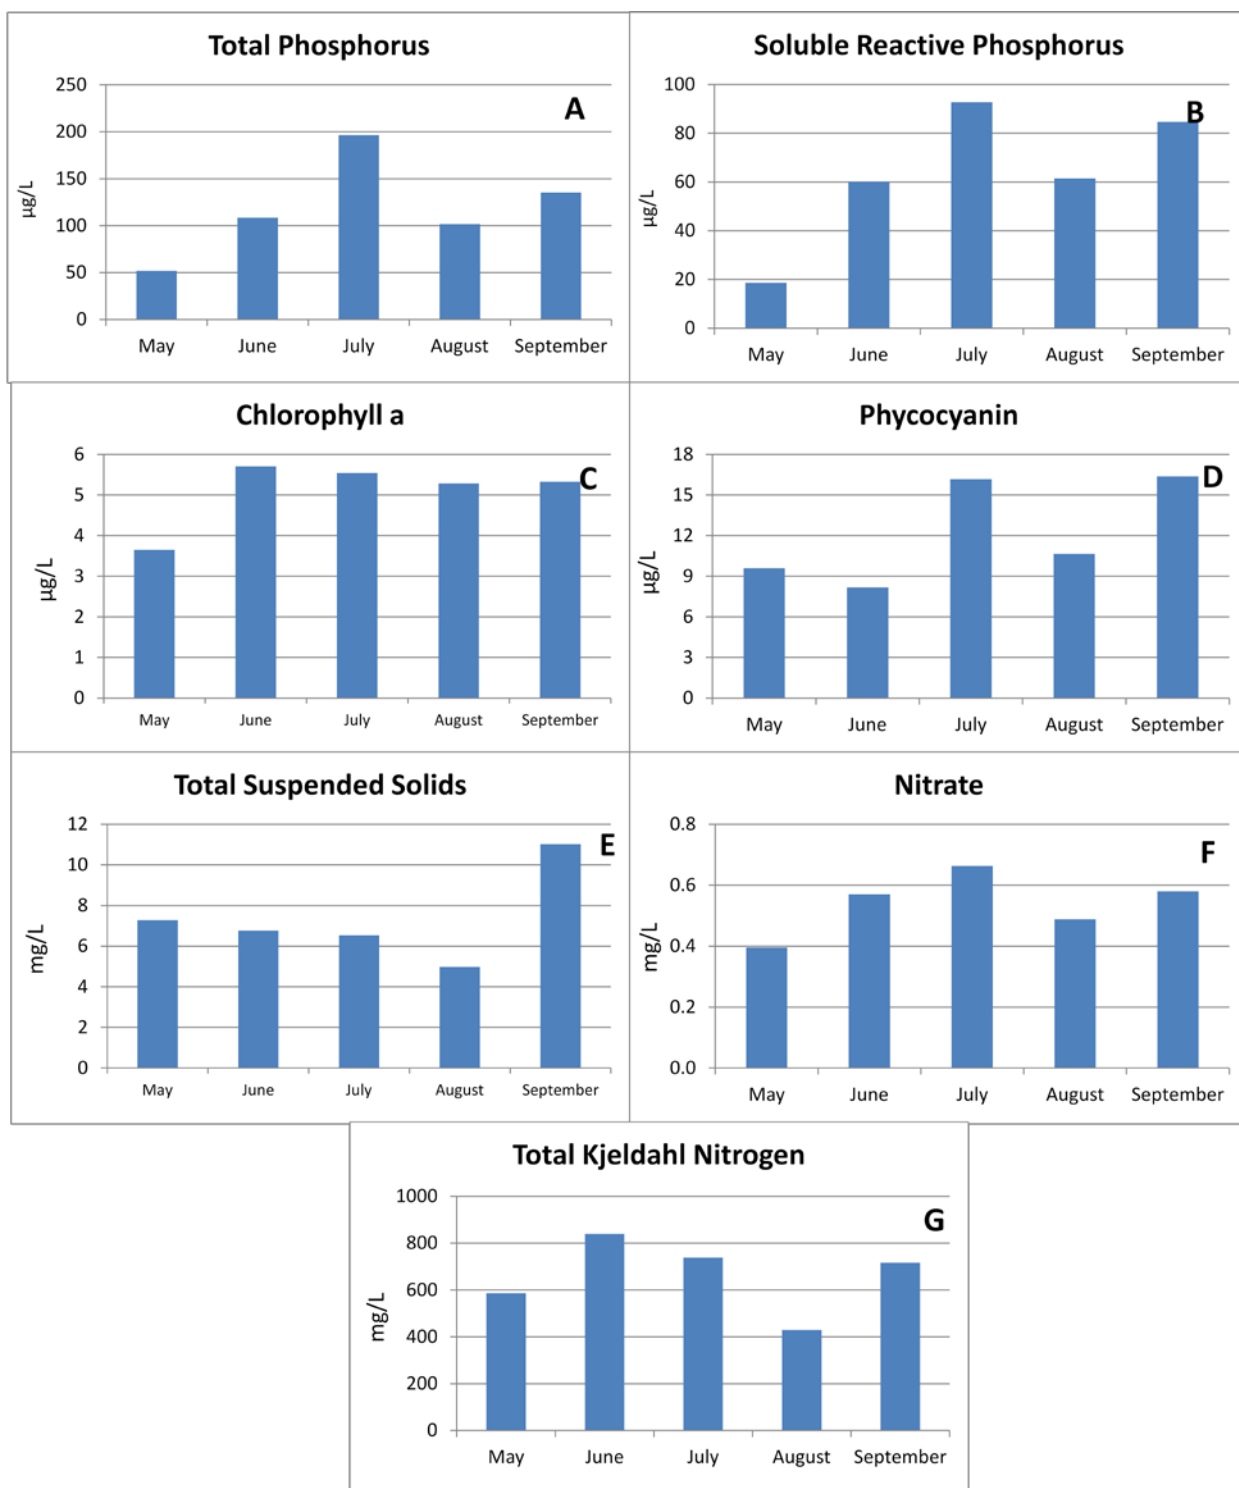 Total Phosphorus
A
250
200
150
100
50
0
µg/L
May June July August September
Soluble Reactive Phosphorus
B
100
80
60
40
20
0
µg/L
May June July August September
Chlorophyll a
C
6
5
4
3
2
1
0
µg/L
May June July August September
Phycocyanin
D
18
15
12
9
6
3
0
µg/L
May June July August September
Total Suspended Solids
E
12
10
8
6
4
2
0
mg/L
May June July August September
Nitrate
F
0.8
0.6
0.4
0.2
0.0
mg/L
May June July August September
Total Kjeldahl Nitrogen
G
1000
800
600
400
200
0
mg/L
May June July August September